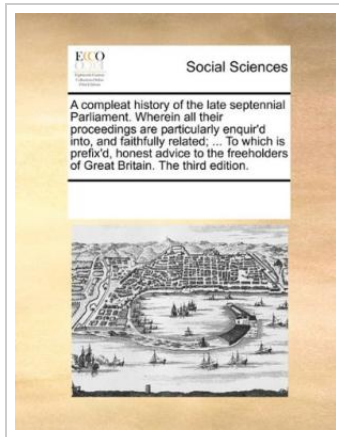 ECCO
Social Sciences
A compleat history of the late septennial
Parliament. Wherein all their
proceedings are particularly enquir'd
into, and faithfully related; ... To which is
prefix'd, honest advice to the freeholders
of Great Britain. The third edition.